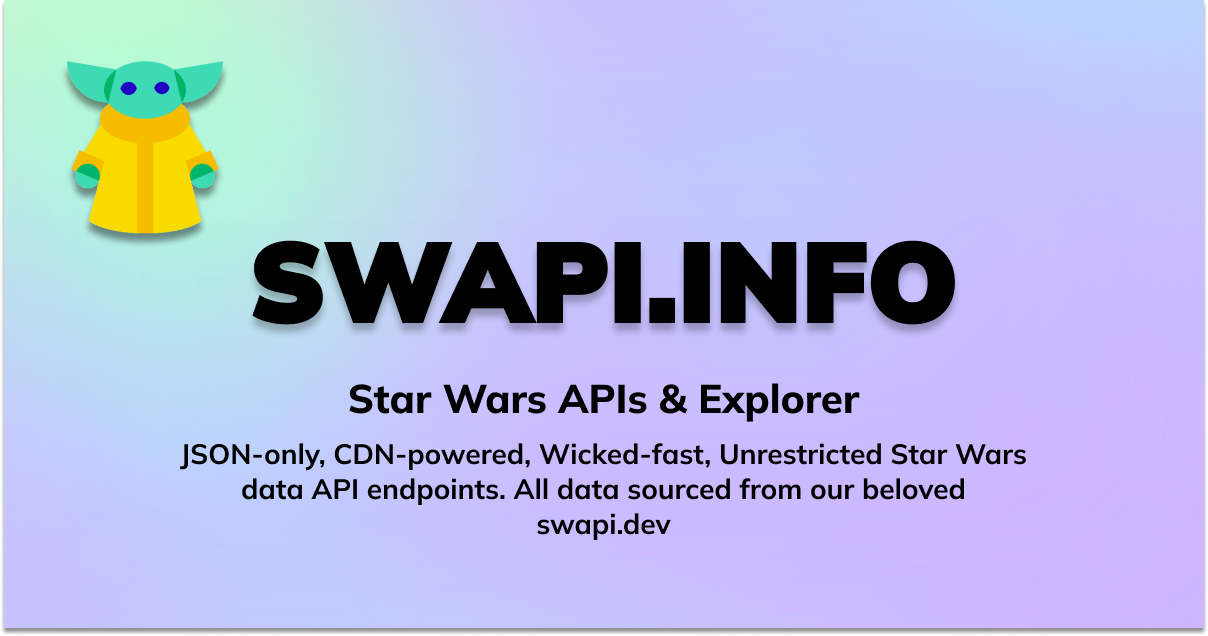 SWAPI.INFO
Star Wars APIs & Explorer
JSON-only, CDN-powered, Wicked-fast, Unrestricted Star Wars
data API endpoints. All data sourced from our beloved
swapi.dev